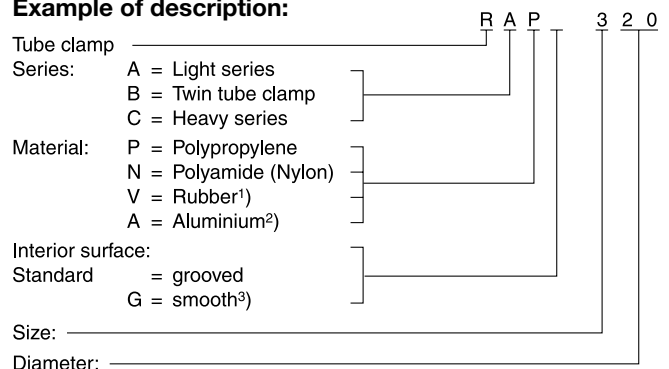 Example of description:
R A P 3 2 0
Tube clamp
Series: A = Light series
B = Twin tube clamp
C = Heavy series
Material: P = Polypropylene
N = Polyamide (Nylon)
V = Rubber¹)
A = Aluminium²)
Interior surface:
Standard = grooved
G = smooth³)
Size:
Diameter: